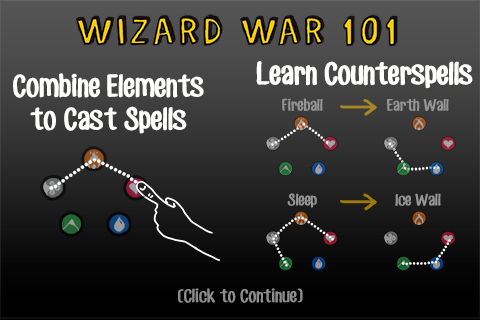 WIZARD WAR 101
Combine Elements
to Cast Spells
Learn Counterspells
Fireball
Earth Wall
Sleep
Ice Wall
(Click to Continue)